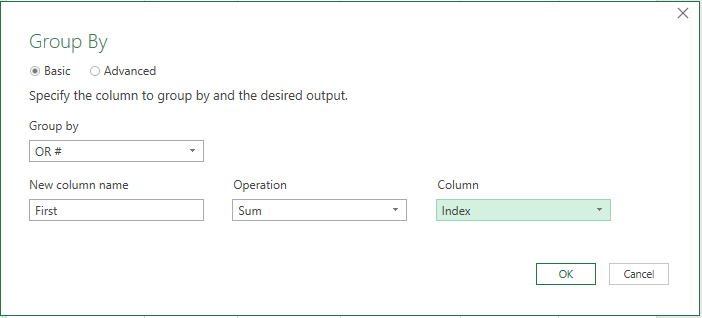 Group By
Basic Advanced
Specify the column to group by and the desired output.
Group by
OR #
New column name Operation Column
First Sum Index
OK Cancel